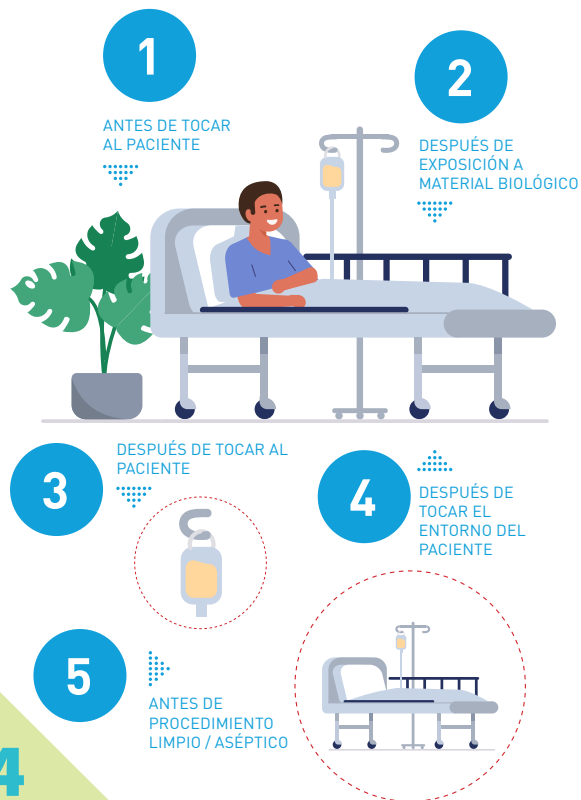 1
ANTES DE TOCAR
AL PACIENTE
2
DESPUÉS DE
EXPOSICIÓN A
MATERIAL BIOLÓGICO
3
DESPUÉS DE TOCAR AL
PACIENTE
4
DESPUÉS DE
TOCAR EL
ENTORNO DEL
PACIENTE
5
ANTES DE
PROCEDIMIENTO
LIMPIO / ASÉPTICO
4